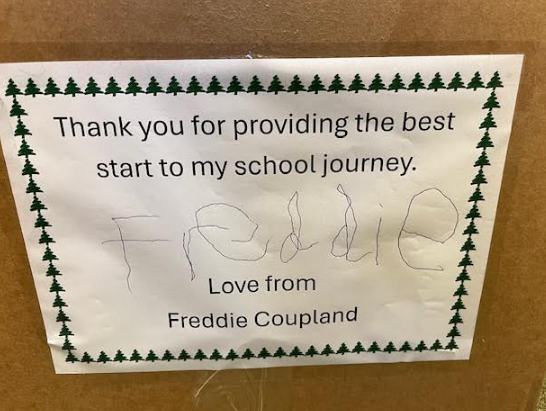 Thank you for providing the best
start to my school journey.
Freddie
Love from
Freddie Coupland